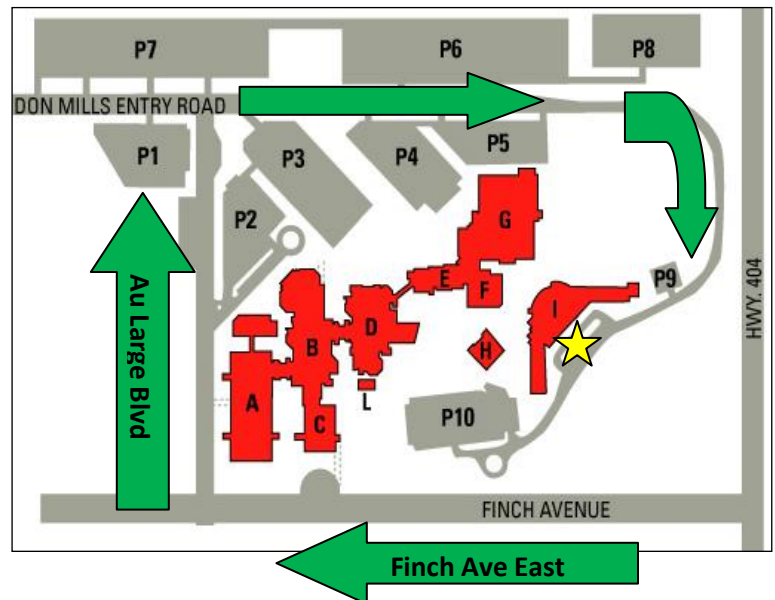 P7
P6
P8
DON MILLS ENTRY ROAD
P1
P3
P4
P5
P2
G
E
F
P9
I
HWY. 404
Au Large Blvd
B
D
H
A
C
L
P10
FINCH AVENUE
Finch Ave East